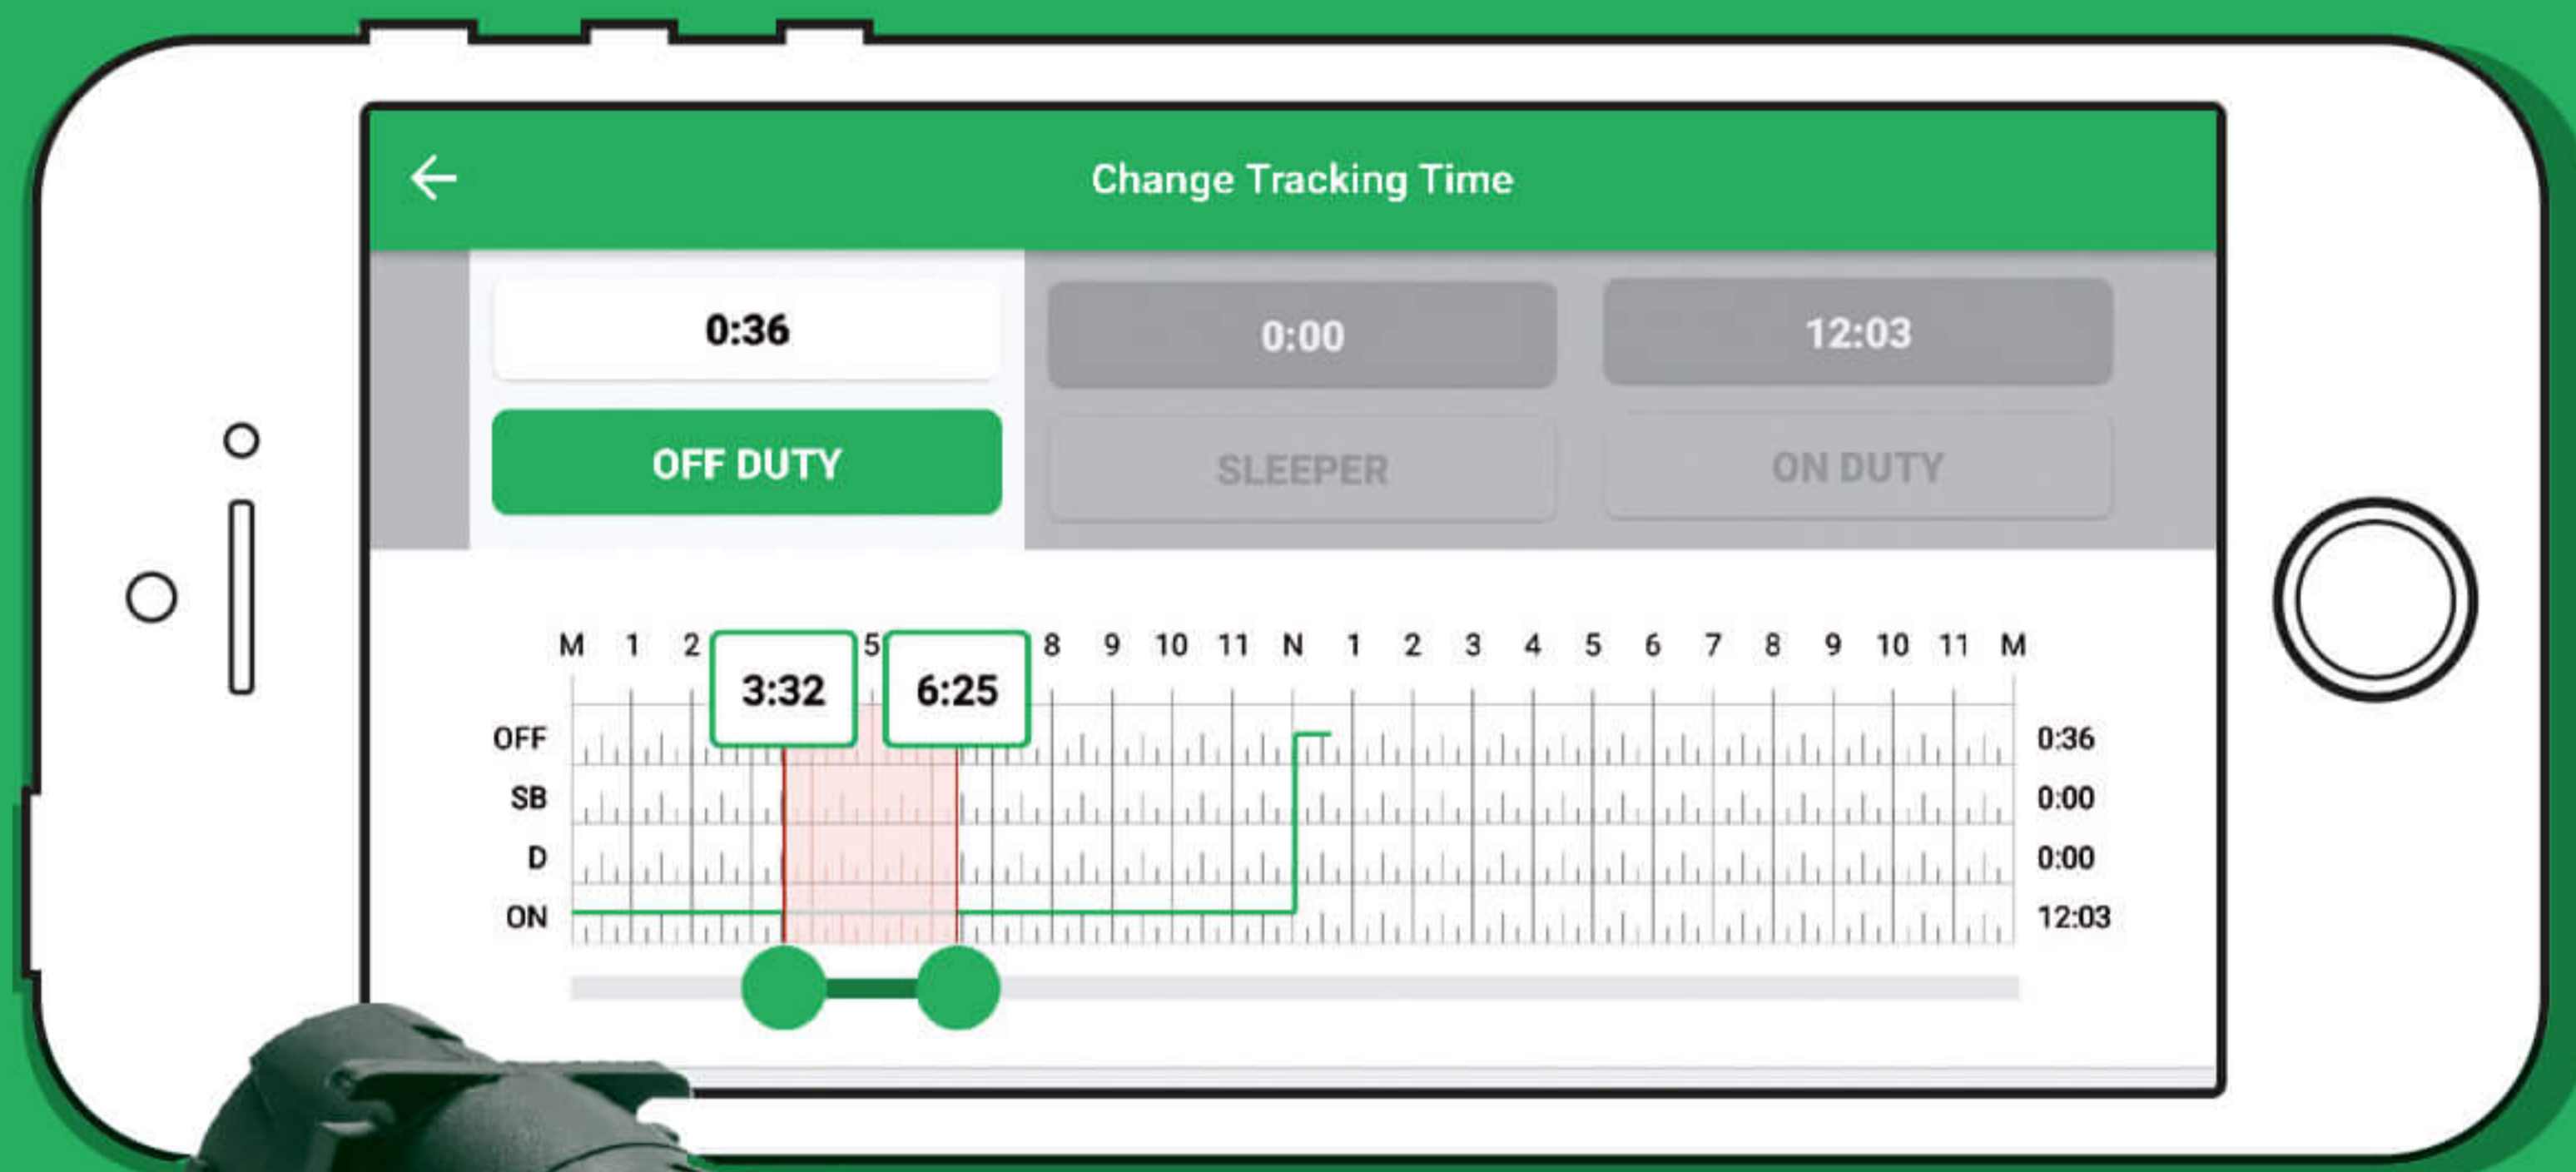 Change Tracking Time
0:36 0:00 12:03
OFF DUTY SLEEPER ON DUTY
M 1 2 5 8 9 10 11 N 1 2 3 4 5 6 7 8 9 10 11 M
3:32 6:25
OFF 0:36
SB 0:00
D 0:00
ON 12:03